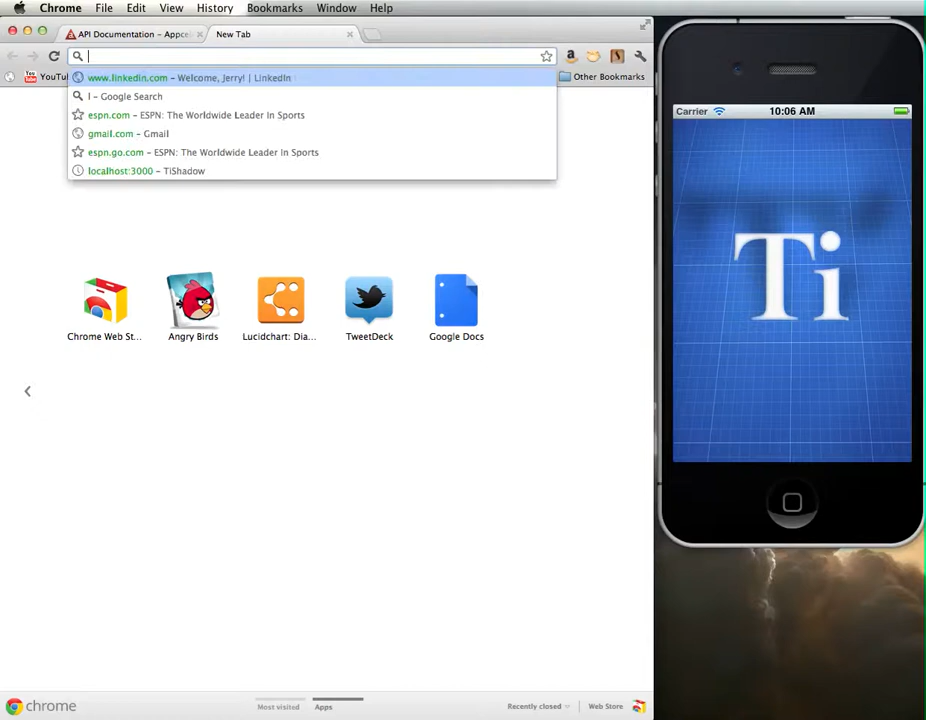 Chrome File Edit View History Bookmarks Window Help
API Documentation – Appcel
New Tab
www.linkedin.com – Welcome, Jerry! | LinkedIn
YouTu
Other Bookmarks
l – Google Search
espn.com – ESPN: The Worldwide Leader In Sports
gmail.com – Gmail
espn.go.com – ESPN: The Worldwide Leader In Sports
localhost:3000 – TiShadow
Carrier 10:06 AM
Ti
Chrome Web St...
Angry Birds
Lucidchart: Dia...
TweetDeck
Google Docs
chrome
Most visited
Apps
Recently closed
Web Store